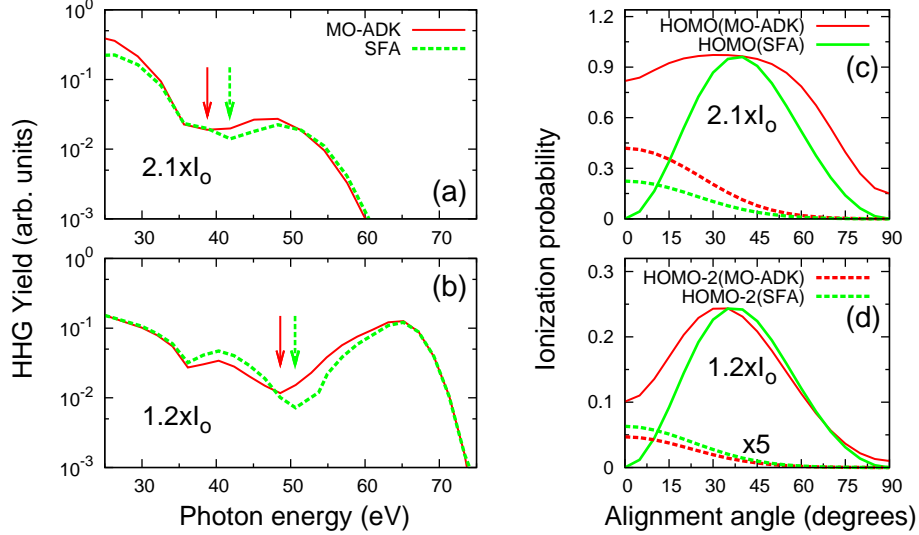 HHG Yield (arb. units)
10^0
10^-1
10^-2
10^-3
MO-ADK
SFA
2.1xI_o
(a)
30 40 50 60 70
10^0
10^-1
10^-2
10^-3
1.2xI_o
(b)
30 40 50 60 70
Photon energy (eV)
Ionization probability
1.2
0.9
0.6
0.3
0
HOMO(MO-ADK)
HOMO(SFA)
(c)
2.1xI_o
0 15 30 45 60 75 90
0.3
0.2
0.1
0
HOMO-2(MO-ADK)
HOMO-2(SFA)
(d)
1.2xI_o
x5
0 15 30 45 60 75 90
Alignment angle (degrees)